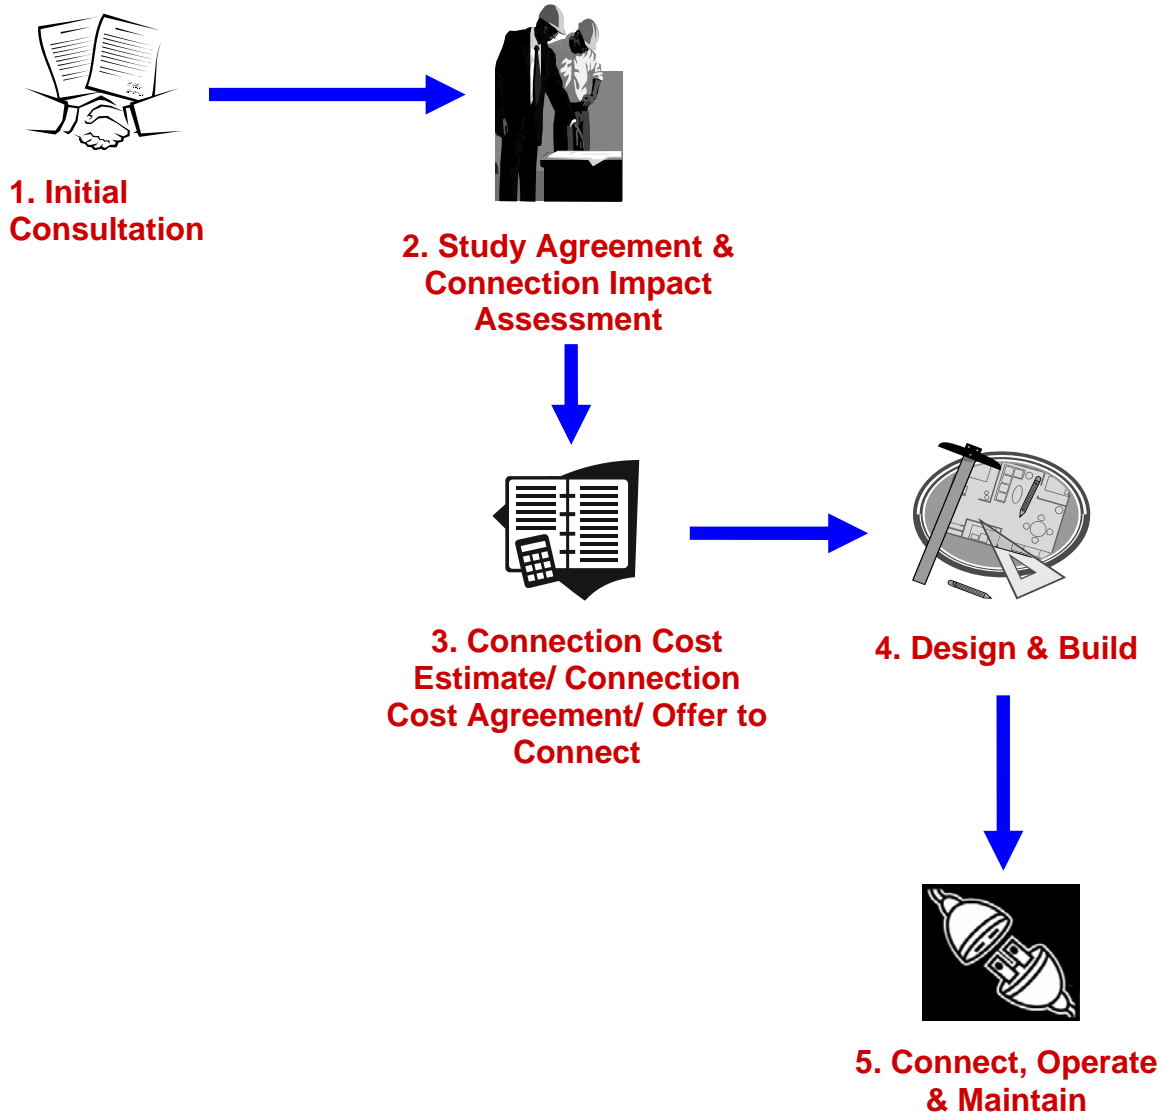 1. Initial
Consultation
2. Study Agreement &
Connection Impact
Assessment
3. Connection Cost
Estimate/ Connection
Cost Agreement/ Offer to
Connect
4. Design & Build
5. Connect, Operate
& Maintain